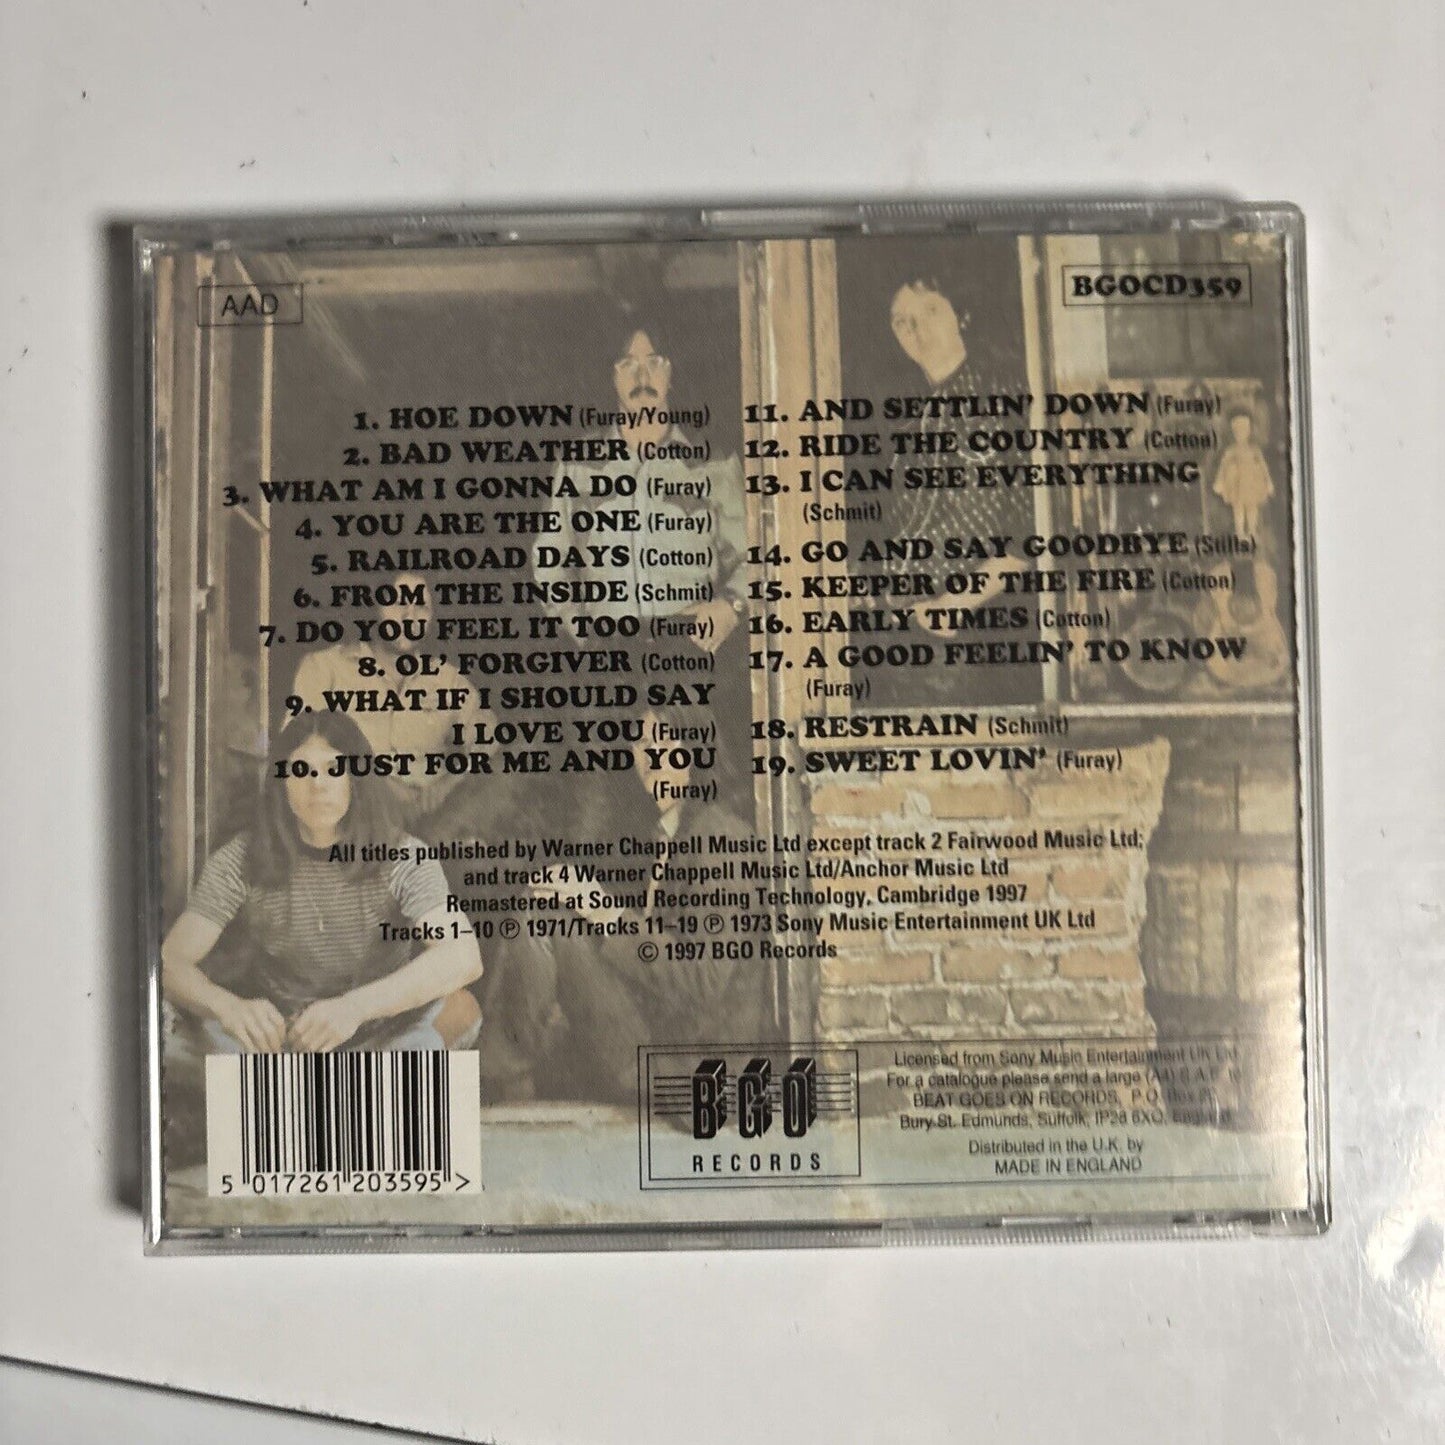 AAD
BGOCD359
1. HOE DOWN (Furay/Young)
2. BAD WEATHER (Cotton)
3. WHAT AM I GONNA DO (Furay)
4. YOU ARE THE ONE (Furay)
5. RAILROAD DAYS (Cotton)
6. FROM THE INSIDE (Schmit)
7. DO YOU FEEL IT TOO (Furay)
8. OL' FORGIVER (Cotton)
9. WHAT IF I SHOULD SAY
I LOVE YOU (Furay)
10. JUST FOR ME AND YOU
(Furay)
11. AND SETTLIN' DOWN (Furay)
12. RIDE THE COUNTRY (Cotton)
13. I CAN SEE EVERYTHING
(Schmit)
14. GO AND SAY GOODBYE (Stills)
15. KEEPER OF THE FIRE (Cotton)
16. EARLY TIMES (Cotton)
17. A GOOD FEELIN' TO KNOW
(Furay)
18. RESTRAIN (Schmit)
19. SWEET LOVIN' (Furay)
All titles published by Warner Chappell Music Ltd except track 2 Fairwood Music Ltd;
and track 4 Warner Chappell Music Ltd/Anchor Music Ltd
Remastered at Sound Recording Technology, Cambridge 1997
Tracks 1–10 ℗ 1971/Tracks 11–19 ℗ 1973 Sony Music Entertainment UK Ltd
© 1997 BGO Records
5 017261 203595 >
BGO
RECORDS
Licensed from Sony Music Entertainment UK Ltd
For a catalogue please send a large (A4) S.A.E. to
BEAT GOES ON RECORDS, P.O. Box
Bury St. Edmunds, Suffolk, IP28 6XQ, England
Distributed in the U.K. by
MADE IN ENGLAND